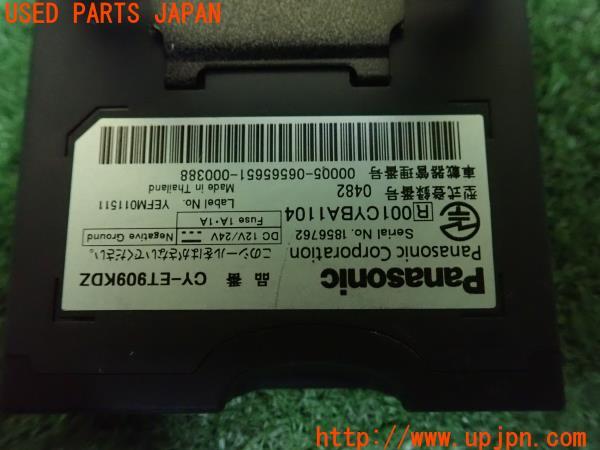 USED PARTS JAPAN
Panasonic
Panasonic Corporation
Serial No. 1856762
R 001CYBA1104
型式登録番号 0482
車載器管理番号 00005-06565651-000388
品番 CY-ET909KDZ
このシールをはがさないでください。
DC 12V/24V Negative Ground
Fuse 1A・1A
Label No. YEFM011511
Made in Thailand
http://www.upjpn.com/